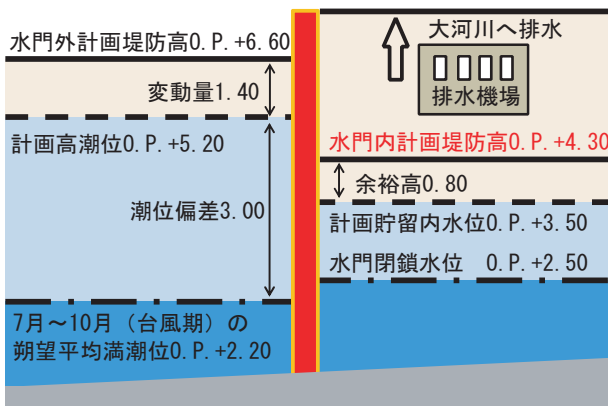 水門外計画堤防高O.P.+6.60
変動量1.40
計画高潮位O.P.+5.20
潮位偏差3.00
7月～10月（台風期）の
朔望平均満潮位O.P.+2.20
大河川へ排水
排水機場
水門内計画堤防高O.P.+4.30
余裕高0.80
計画貯留内水位O.P.+3.50
水門閉鎖水位 O.P.+2.50